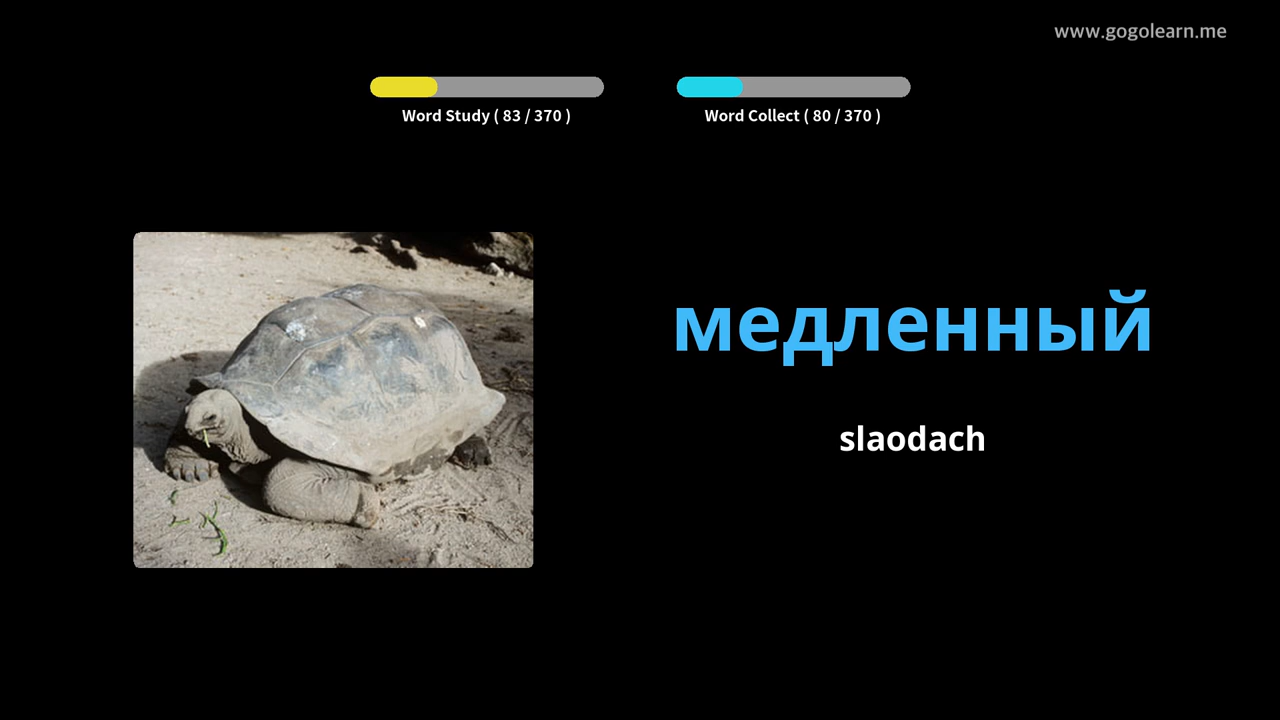 www.gogolearn.me
Word Study ( 83 / 370 )
Word Collect ( 80 / 370 )
медленный
slaodach